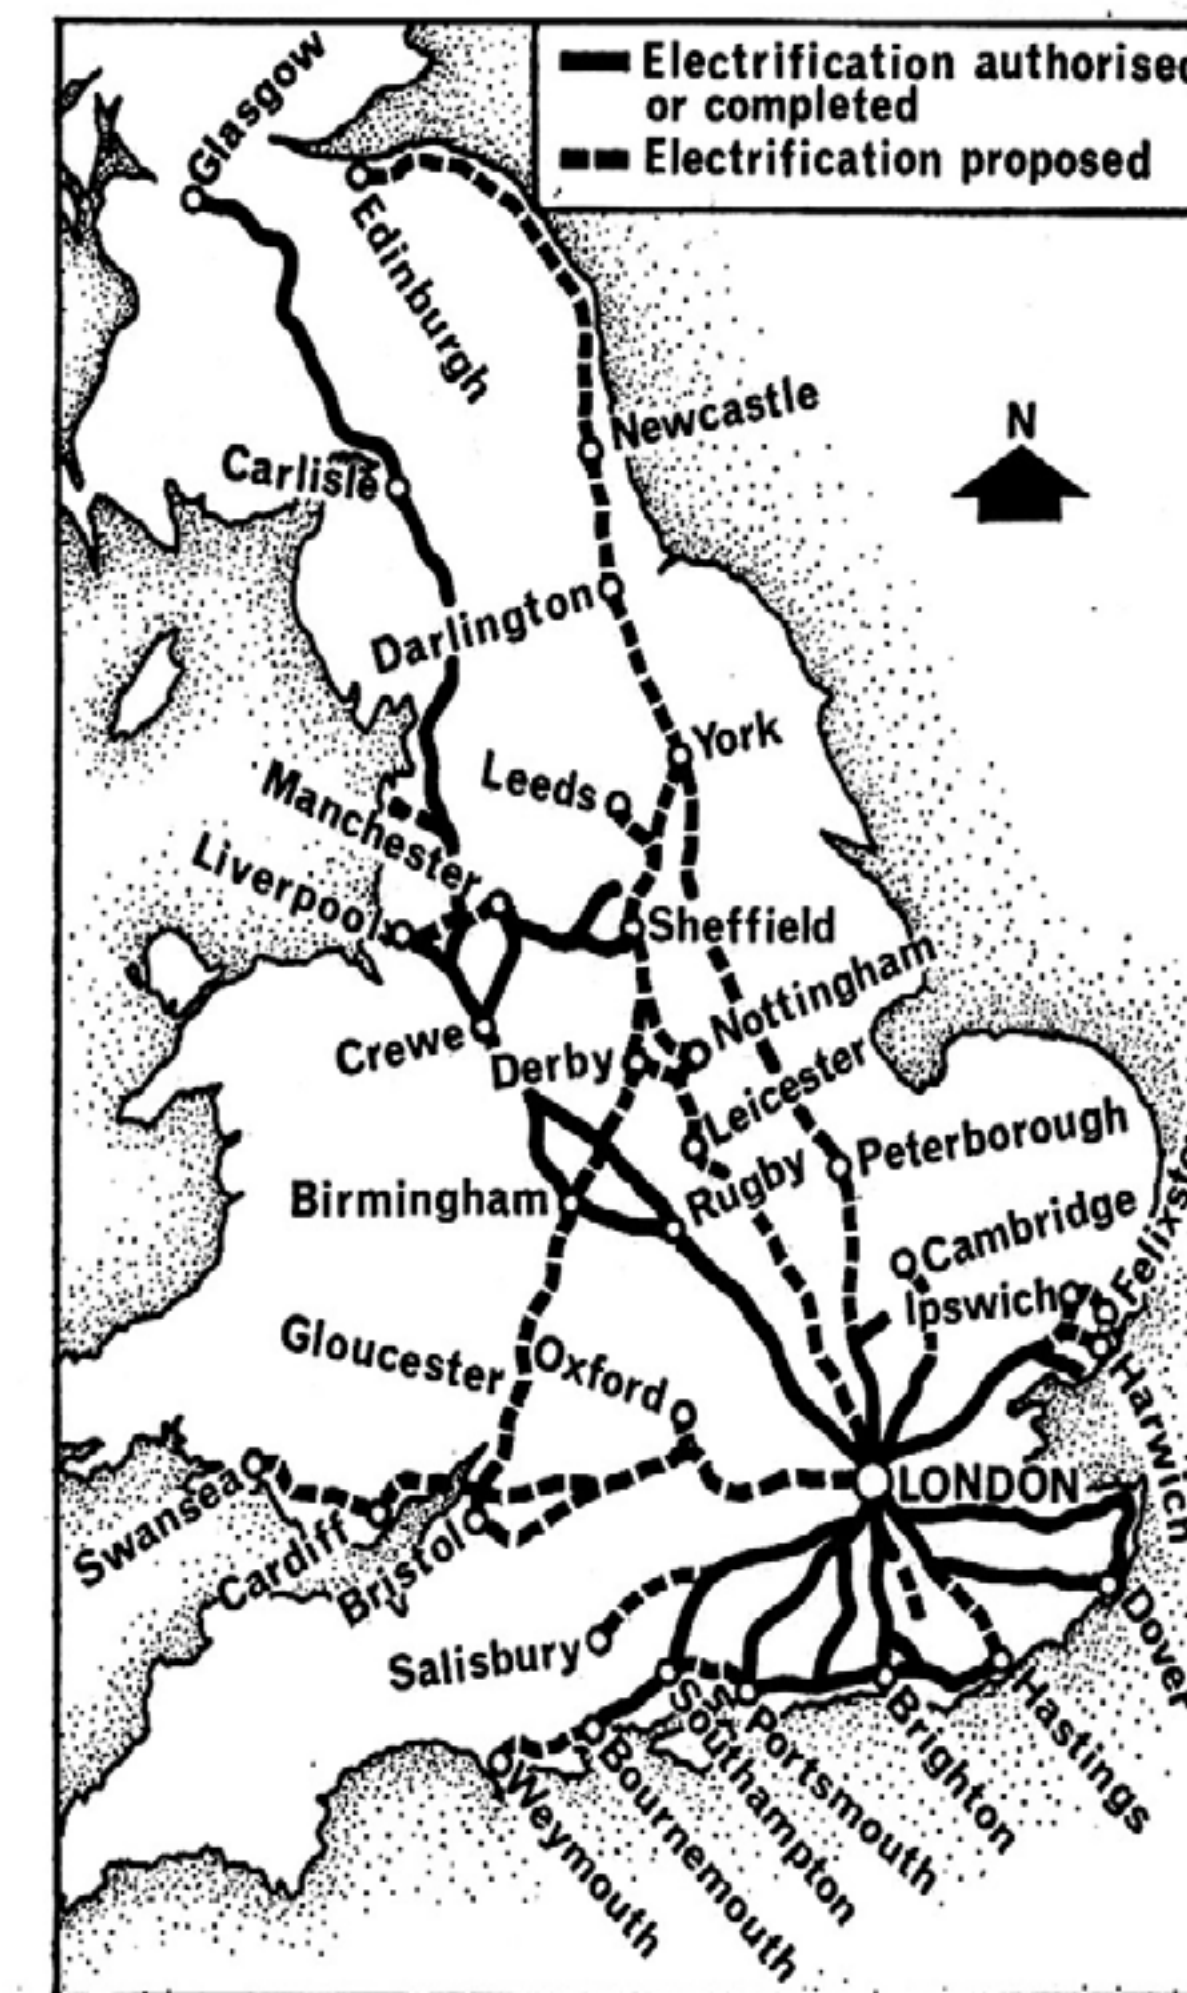 Electrification authorised
or completed
Electrification proposed
Glasgow
Edinburgh
N
Newcastle
Carlisle
Darlington
York
Leeds
Manchester
Liverpool
Sheffield
Nottingham
Crewe
Derby
Leicester
Peterborough
Rugby
Birmingham
Cambridge
Felixst
Ipswich
Gloucester
Oxford
Harwich
LONDON
Swansea
Cardiff
Bristol
Dover
Salisbury
Southampton
Portsmouth
Brighton
Hastings
Bournemouth
Weymouth